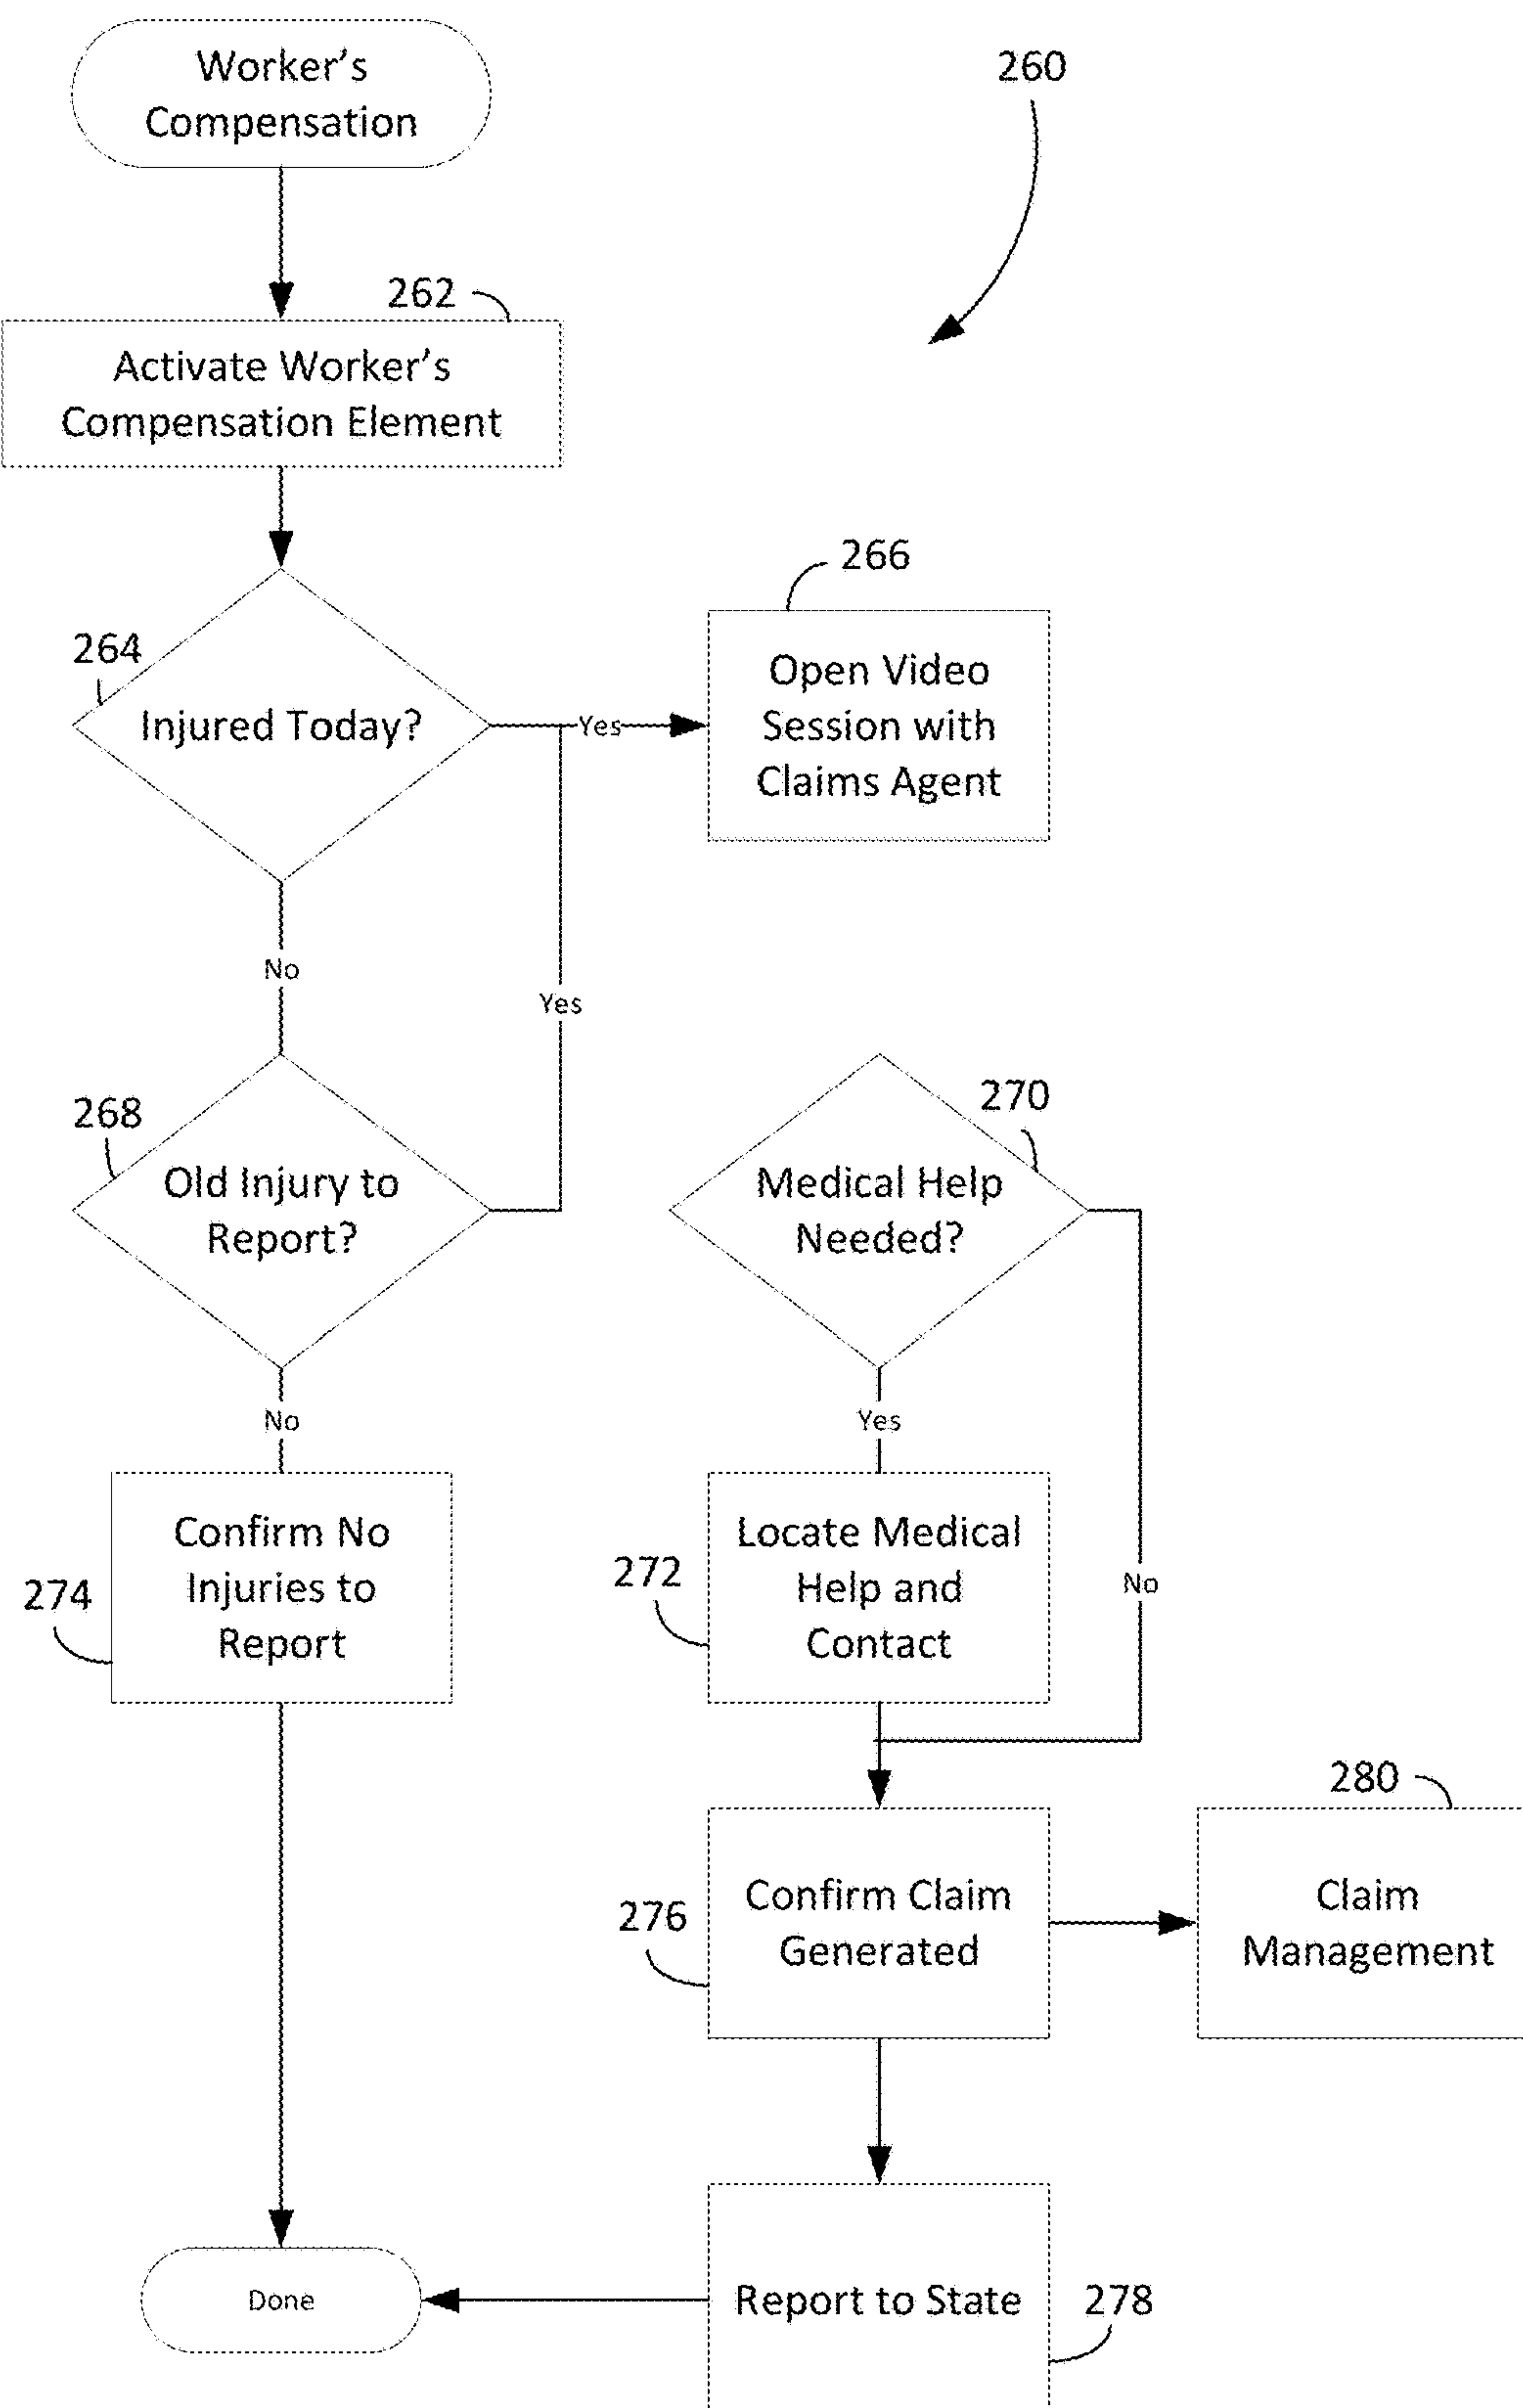 Worker's
Compensation
260
262
Activate Worker's
Compensation Element
266
264
Injured Today?
Yes
Open Video
Session with
Claims Agent
No
Yes
268
Old Injury to
Report?
270
Medical Help
Needed?
No
Yes
274
Confirm No
Injuries to
Report
272
Locate Medical
Help and
Contact
No
280
276
Confirm Claim
Generated
Claim
Management
Done
Report to State
278